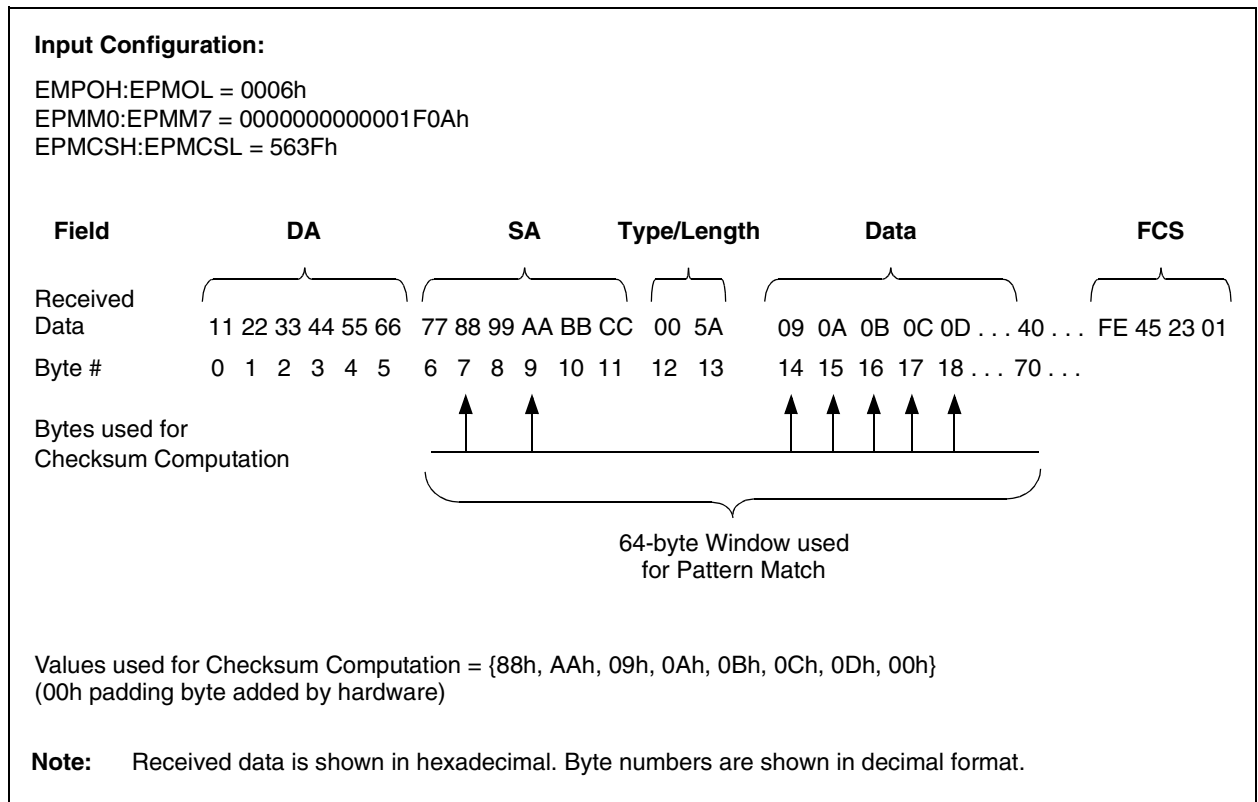 Input Configuration:
EMPOH:EPMOL = 0006h
EPMM0:EPMM7 = 0000000000001F0Ah
EPMCSH:EPMCSL = 563Fh
Field DA SA Type/Length Data FCS
Received
Data 11 22 33 44 55 66 77 88 99 AA BB CC 00 5A 09 0A 0B 0C 0D . . . 40 . . . FE 45 23 01
Byte # 0 1 2 3 4 5 6 7 8 9 10 11 12 13 14 15 16 17 18 . . . 70 . . .
Bytes used for
Checksum Computation
64-byte Window used
for Pattern Match
Values used for Checksum Computation = {88h, AAh, 09h, 0Ah, 0Bh, 0Ch, 0Dh, 00h}
(00h padding byte added by hardware)
Note: Received data is shown in hexadecimal. Byte numbers are shown in decimal format.